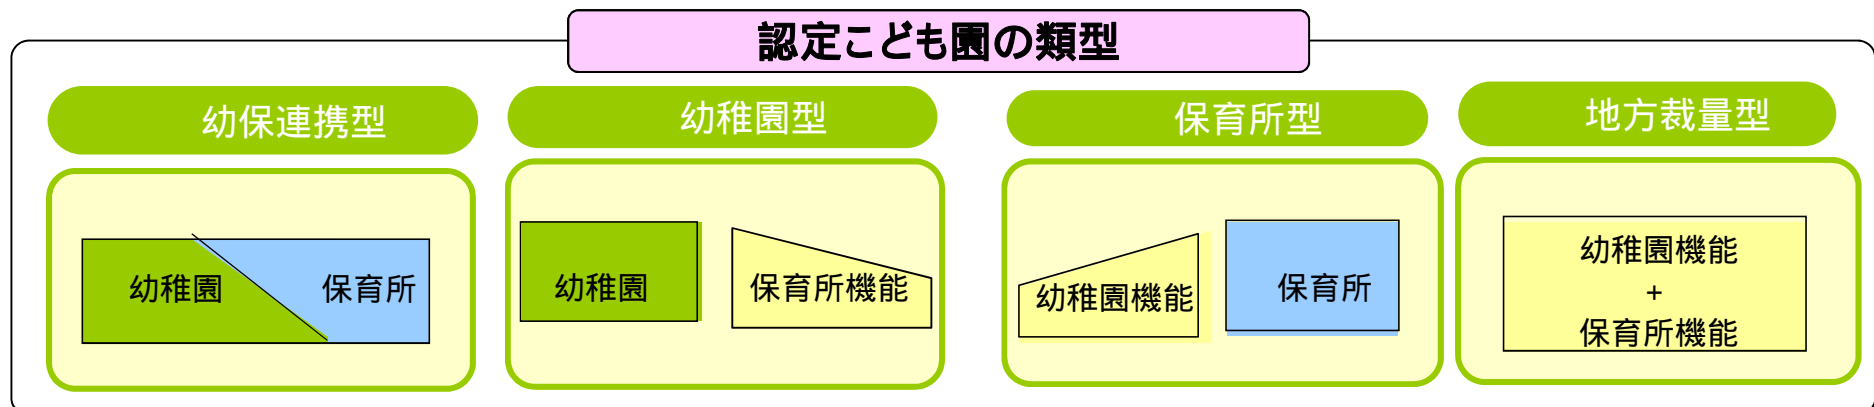 認定こども園の類型
幼保連携型
幼稚園型
保育所型
地方裁量型
幼稚園
保育所
幼稚園
保育所機能
幼稚園機能
保育所
幼稚園機能
+
保育所機能